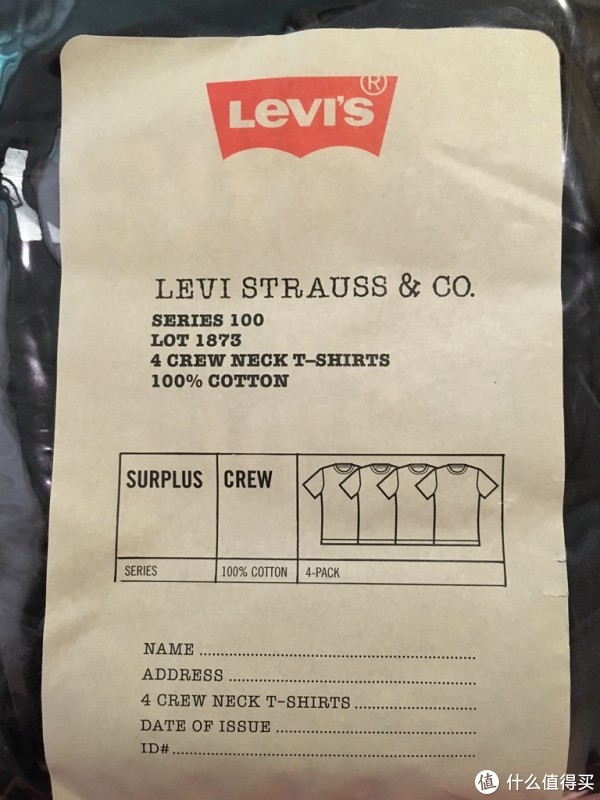 LEVI'S ®
LEVI STRAUSS & CO.
SERIES 100
LOT 1873
4 CREW NECK T-SHIRTS
100% COTTON
SURPLUS CREW
SERIES 100% COTTON 4-PACK
NAME
ADDRESS
4 CREW NECK T-SHIRTS
DATE OF ISSUE
ID#
值 什么值得买